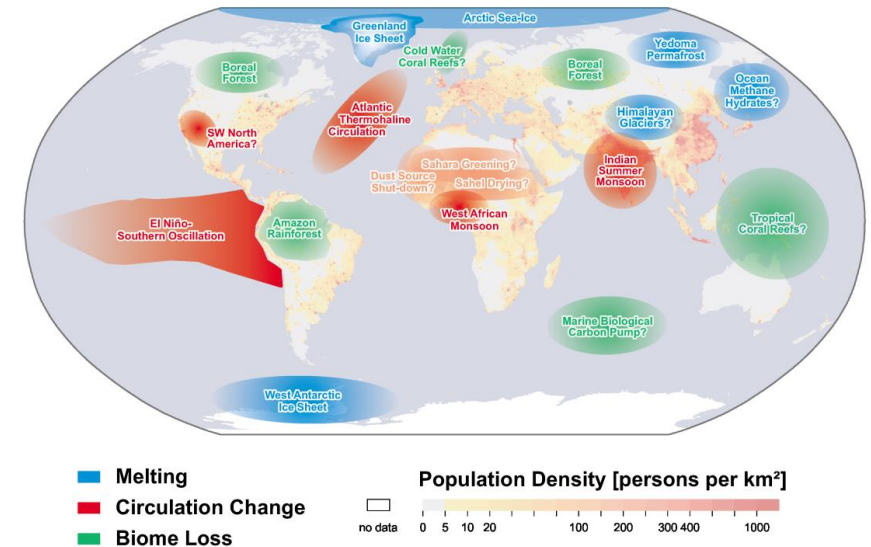 Arctic Sea-Ice
Greenland
Ice Sheet
Cold Water
Coral Reefs?
Yedoma
Permafrost
Boreal
Forest
Boreal
Forest
Ocean
Methane
Hydrates?
Atlantic
Thermohaline
Circulation
Himalayan
Glaciers?
SW North
America?
Sahara Greening?
Dust Source
Shut-down?
Sahel Drying?
Indian
Summer
Monsoon
West African
Monsoon
El Niño-
Southern Oscillation
Amazon
Rainforest
Tropical
Coral Reefs?
Marine Biological
Carbon Pump?
West Antarctic
Ice Sheet
Melting
Circulation Change
Biome Loss
Population Density [persons per km²]
no data
0 5 10 20 100 200 300 400 1000